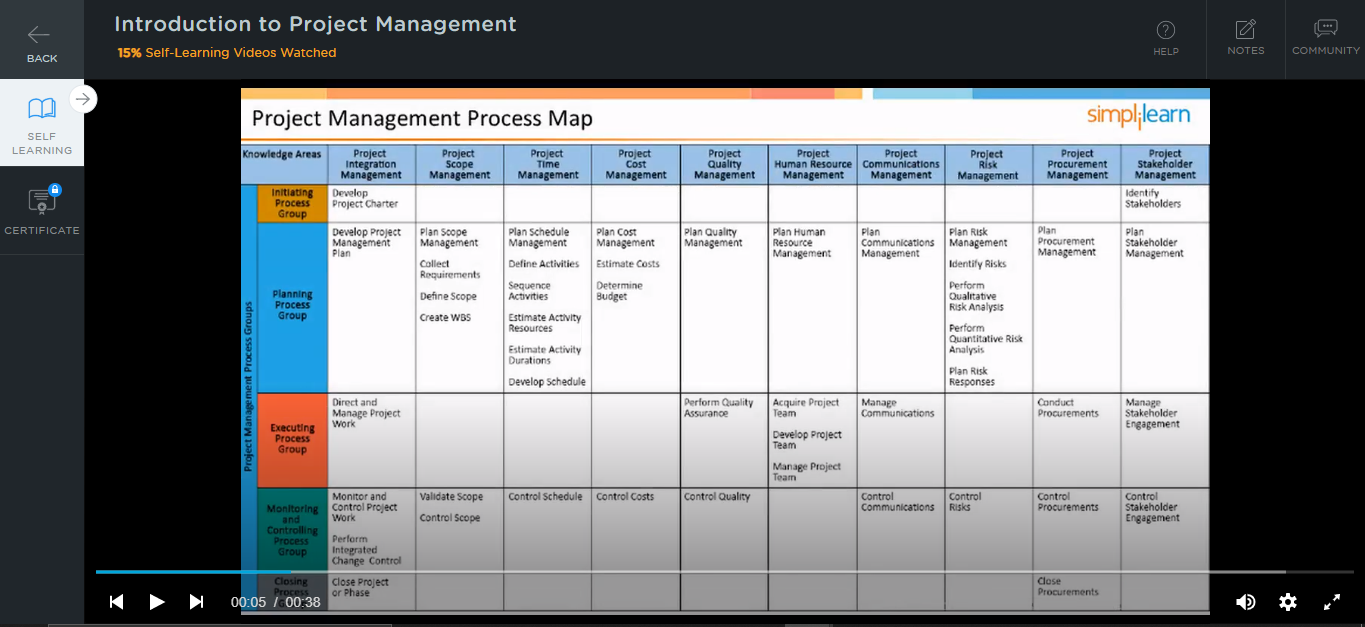 Introduction to Project Management
15% Self-Learning Videos Watched
BACK
HELP
NOTES
COMMUNITY
SELF
LEARNING
CERTIFICATE
Project Management Process Map
simplilearn
Knowledge Areas
Project
Integration
Management
Project
Scope
Management
Project
Time
Management
Project
Cost
Management
Project
Quality
Management
Project
Human Resource
Management
Project
Communications
Management
Project
Risk
Management
Project
Procurement
Management
Project
Stakeholder
Management
Project Management Process Groups
Initiating
Process
Group
Develop
Project Charter
Identify
Stakeholders
Planning
Process
Group
Develop Project
Management
Plan
Plan Scope
Management
Collect
Requirements
Define Scope
Create WBS
Plan Schedule
Management
Define Activities
Sequence
Activities
Estimate Activity
Resources
Estimate Activity
Durations
Develop Schedule
Plan Cost
Management
Estimate Costs
Determine
Budget
Plan Quality
Management
Plan Human
Resource
Management
Plan
Communications
Management
Plan Risk
Management
Identify Risks
Perform
Qualitative
Risk Analysis
Perform
Quantitative Risk
Analysis
Plan Risk
Responses
Plan
Procurement
Management
Plan
Stakeholder
Management
Executing
Process
Group
Direct and
Manage Project
Work
Perform Quality
Assurance
Acquire Project
Team
Develop Project
Team
Manage Project
Team
Manage
Communications
Conduct
Procurements
Manage
Stakeholder
Engagement
Monitoring
and
Controlling
Process
Group
Monitor and
Control Project
Work
Perform
Integrated
Change Control
Validate Scope
Control Scope
Control Schedule
Control Costs
Control Quality
Control
Communications
Control
Risks
Control
Procurements
Control
Stakeholder
Engagement
Closing
Process
Close Project
or Phase
Close
Procurements
00:05 / 00:38